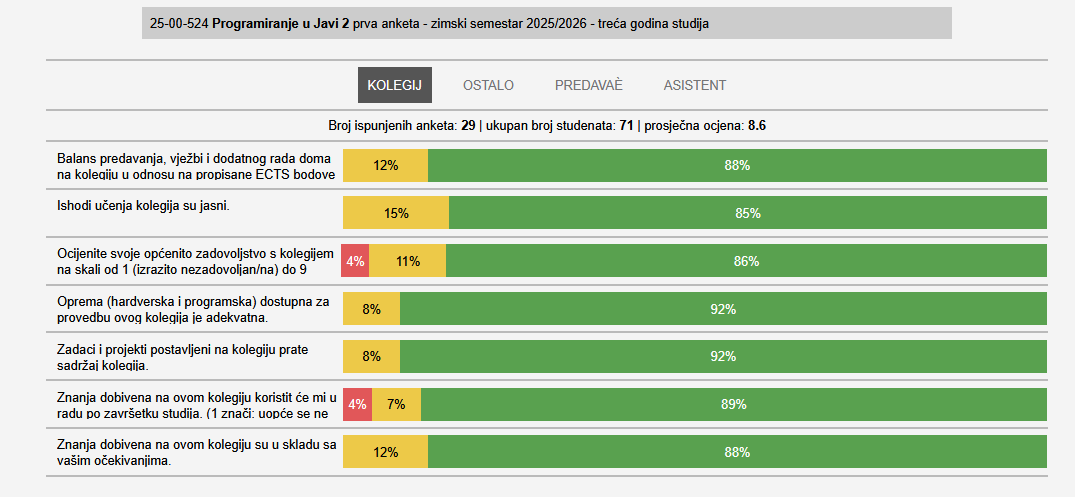 25-00-524 Programiranje u Javi 2 prva anketa - zimski semestar 2025/2026 - treća godina studija
KOLEGIJ OSTALO PREDAVAÈ ASISTENT
Broj ispunjenih anketa: 29 | ukupan broj studenata: 71 | prosječna ocjena: 8.6
Balans predavanja, vježbi i dodatnog rada doma
na kolegiju u odnosu na propisane ECTS bodove
12% 88%
Ishodi učenja kolegija su jasni.
15% 85%
Ocijenite svoje općenito zadovoljstvo s kolegijem
na skali od 1 (izrazito nezadovoljan/na) do 9
4% 11% 86%
Oprema (hardverska i programska) dostupna za
provedbu ovog kolegija je adekvatna.
8% 92%
Zadaci i projekti postavljeni na kolegiju prate
sadržaj kolegija.
8% 92%
Znanja dobivena na ovom kolegiju koristit će mi u
radu po završetku studija. (1 znači: uopće se ne
4% 7% 89%
Znanja dobivena na ovom kolegiju su u skladu sa
vašim očekivanjima.
12% 88%